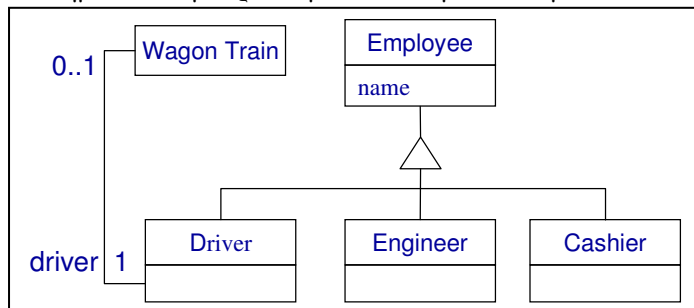 Wagon Train
Employee
0..1
name
Driver
Engineer
Cashier
driver 1